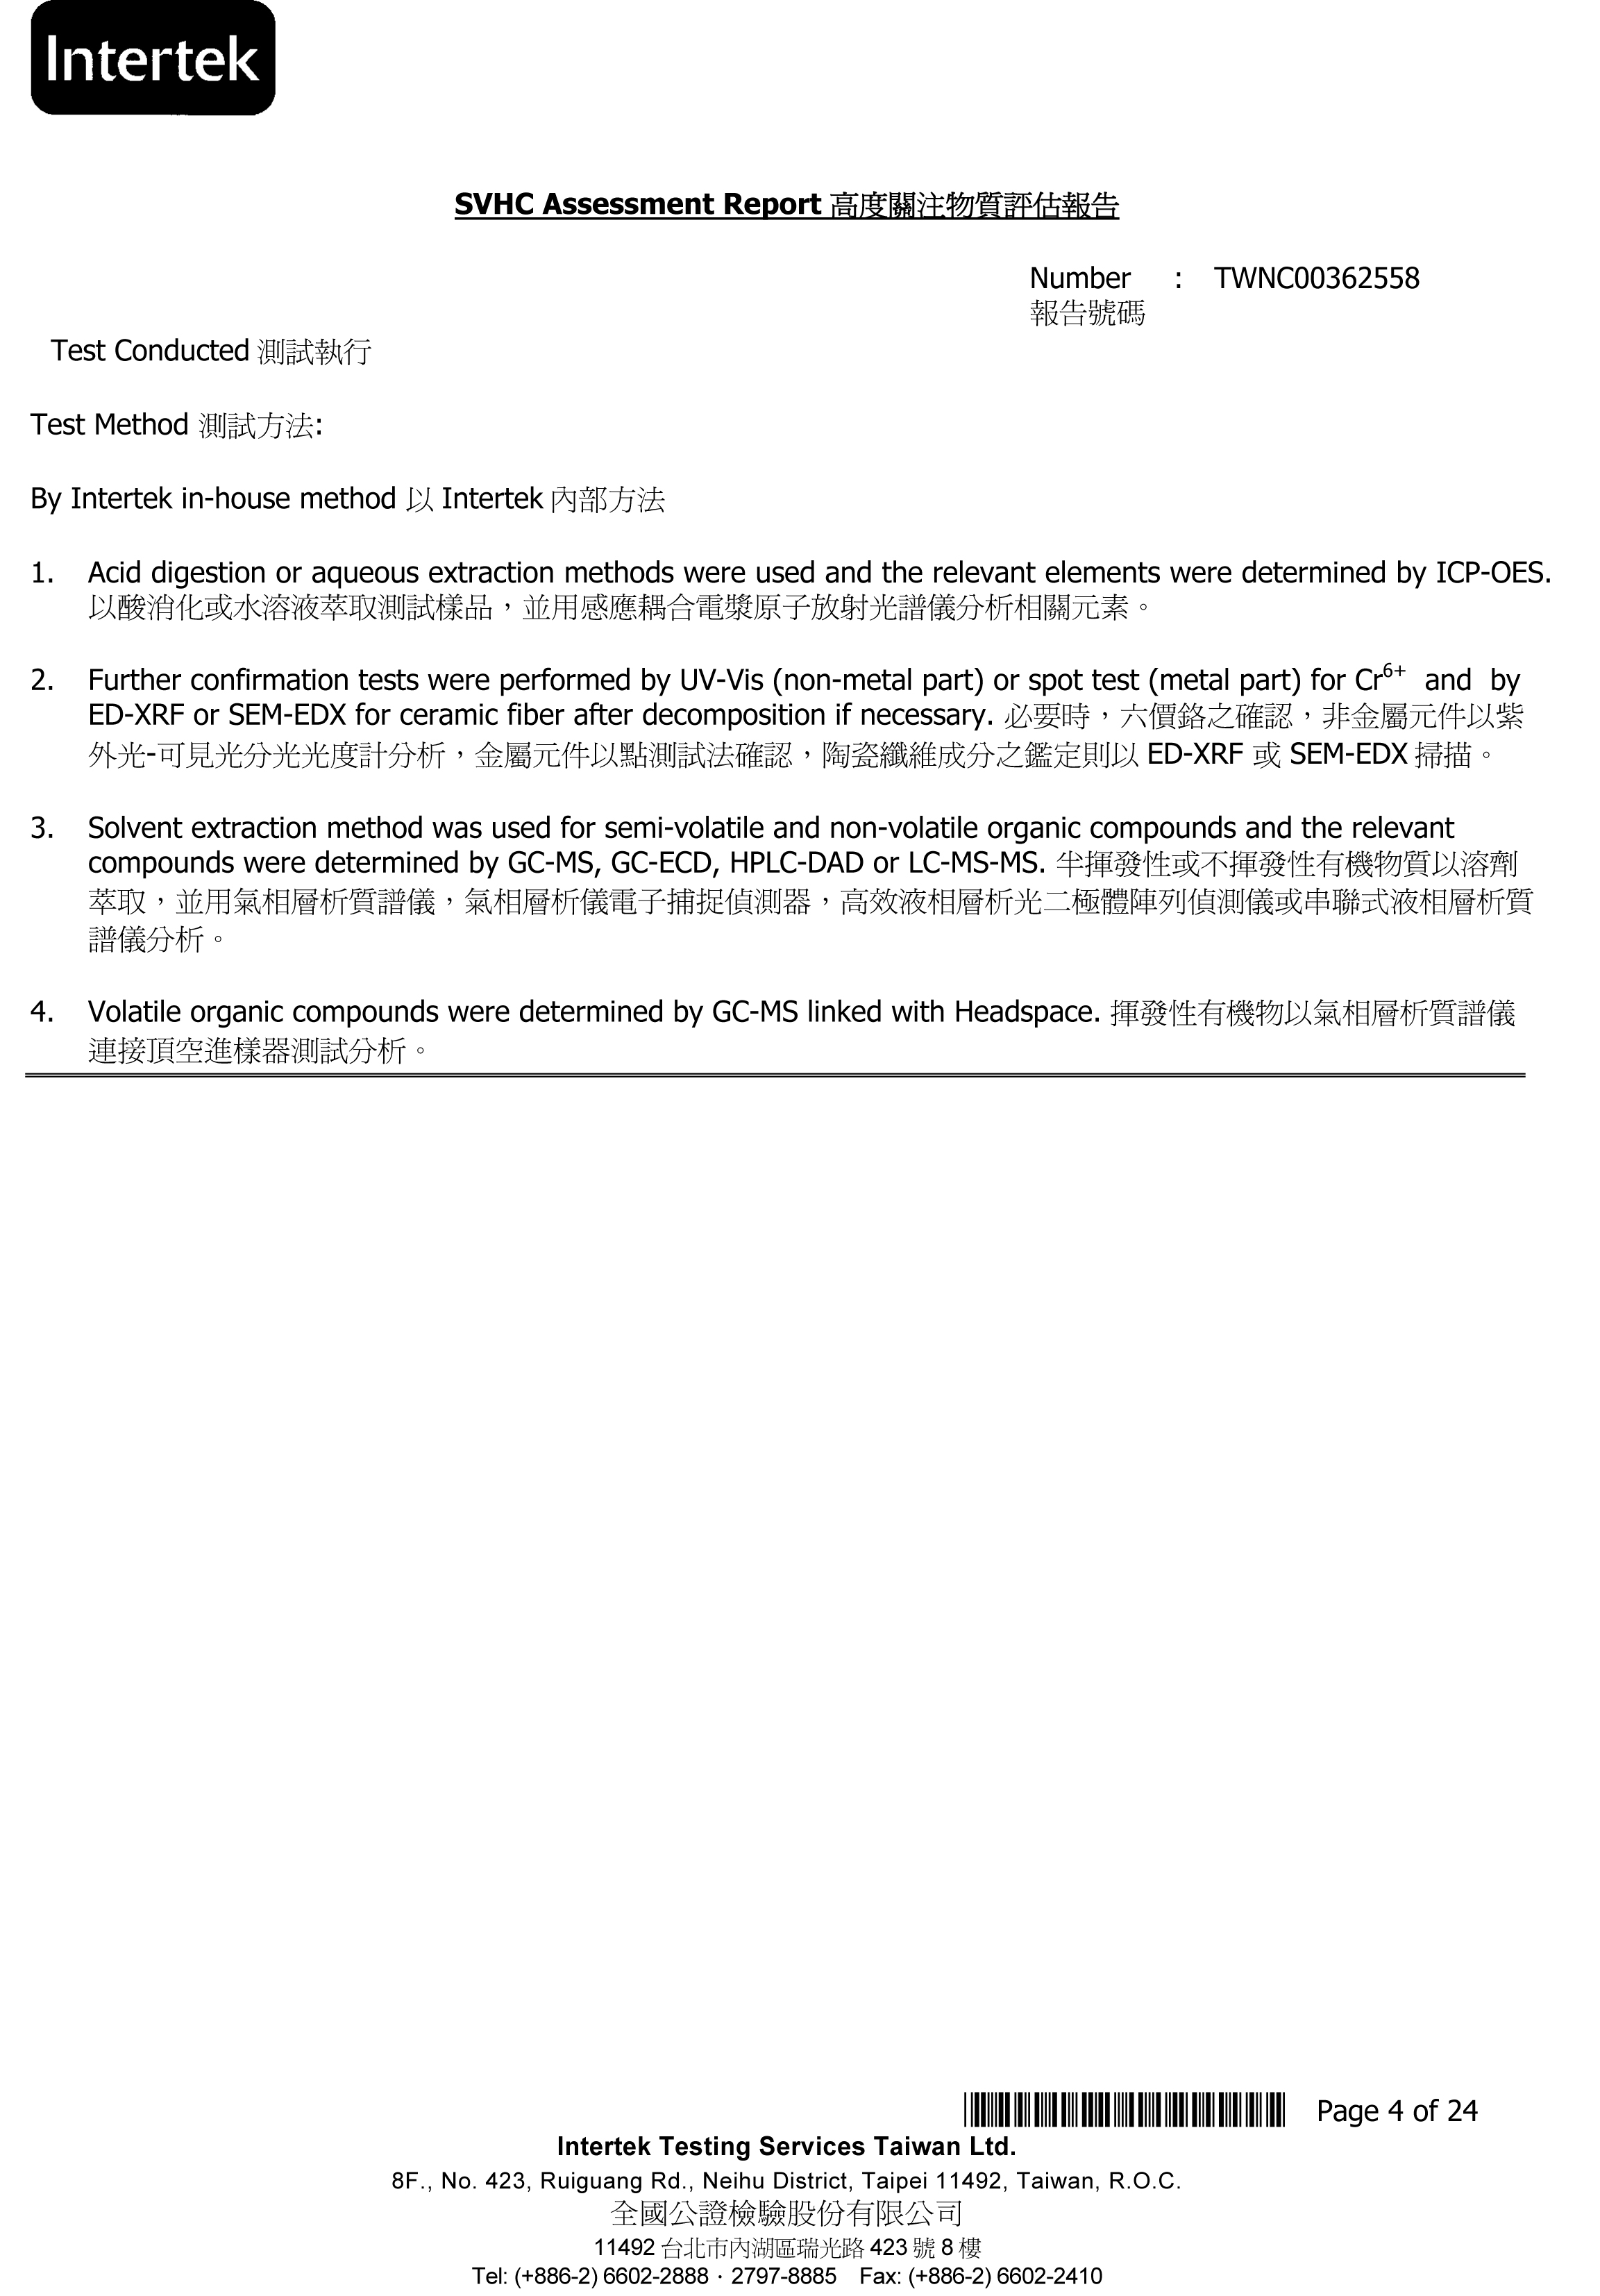 Intertek
SVHC Assessment Report 高度關注物質評估報告
Number : TWNC00362558
報告號碼
Test Conducted 測試執行
Test Method 測試方法:
By Intertek in-house method 以 Intertek 內部方法
1. Acid digestion or aqueous extraction methods were used and the relevant elements were determined by ICP-OES.
以酸消化或水溶液萃取測試樣品，並用感應耦合電漿原子放射光譜儀分析相關元素。
2. Further confirmation tests were performed by UV-Vis (non-metal part) or spot test (metal part) for Cr⁶⁺ and by
ED-XRF or SEM-EDX for ceramic fiber after decomposition if necessary. 必要時，六價鉻之確認，非金屬元件以紫
外光-可見光分光光度計分析，金屬元件以點測試法確認，陶瓷纖維成分之鑑定則以 ED-XRF 或 SEM-EDX 掃描。
3. Solvent extraction method was used for semi-volatile and non-volatile organic compounds and the relevant
compounds were determined by GC-MS, GC-ECD, HPLC-DAD or LC-MS-MS. 半揮發性或不揮發性有機物質以溶劑
萃取，並用氣相層析質譜儀，氣相層析儀電子捕捉偵測器，高效液相層析光二極體陣列偵測儀或串聯式液相層析質
譜儀分析。
4. Volatile organic compounds were determined by GC-MS linked with Headspace. 揮發性有機物以氣相層析質譜儀
連接頂空進樣器測試分析。
Page 4 of 24
Intertek Testing Services Taiwan Ltd.
8F., No. 423, Ruiguang Rd., Neihu District, Taipei 11492, Taiwan, R.O.C.
全國公證檢驗股份有限公司
11492 台北市內湖區瑞光路 423 號 8 樓
Tel: (+886-2) 6602-2888．2797-8885 Fax: (+886-2) 6602-2410